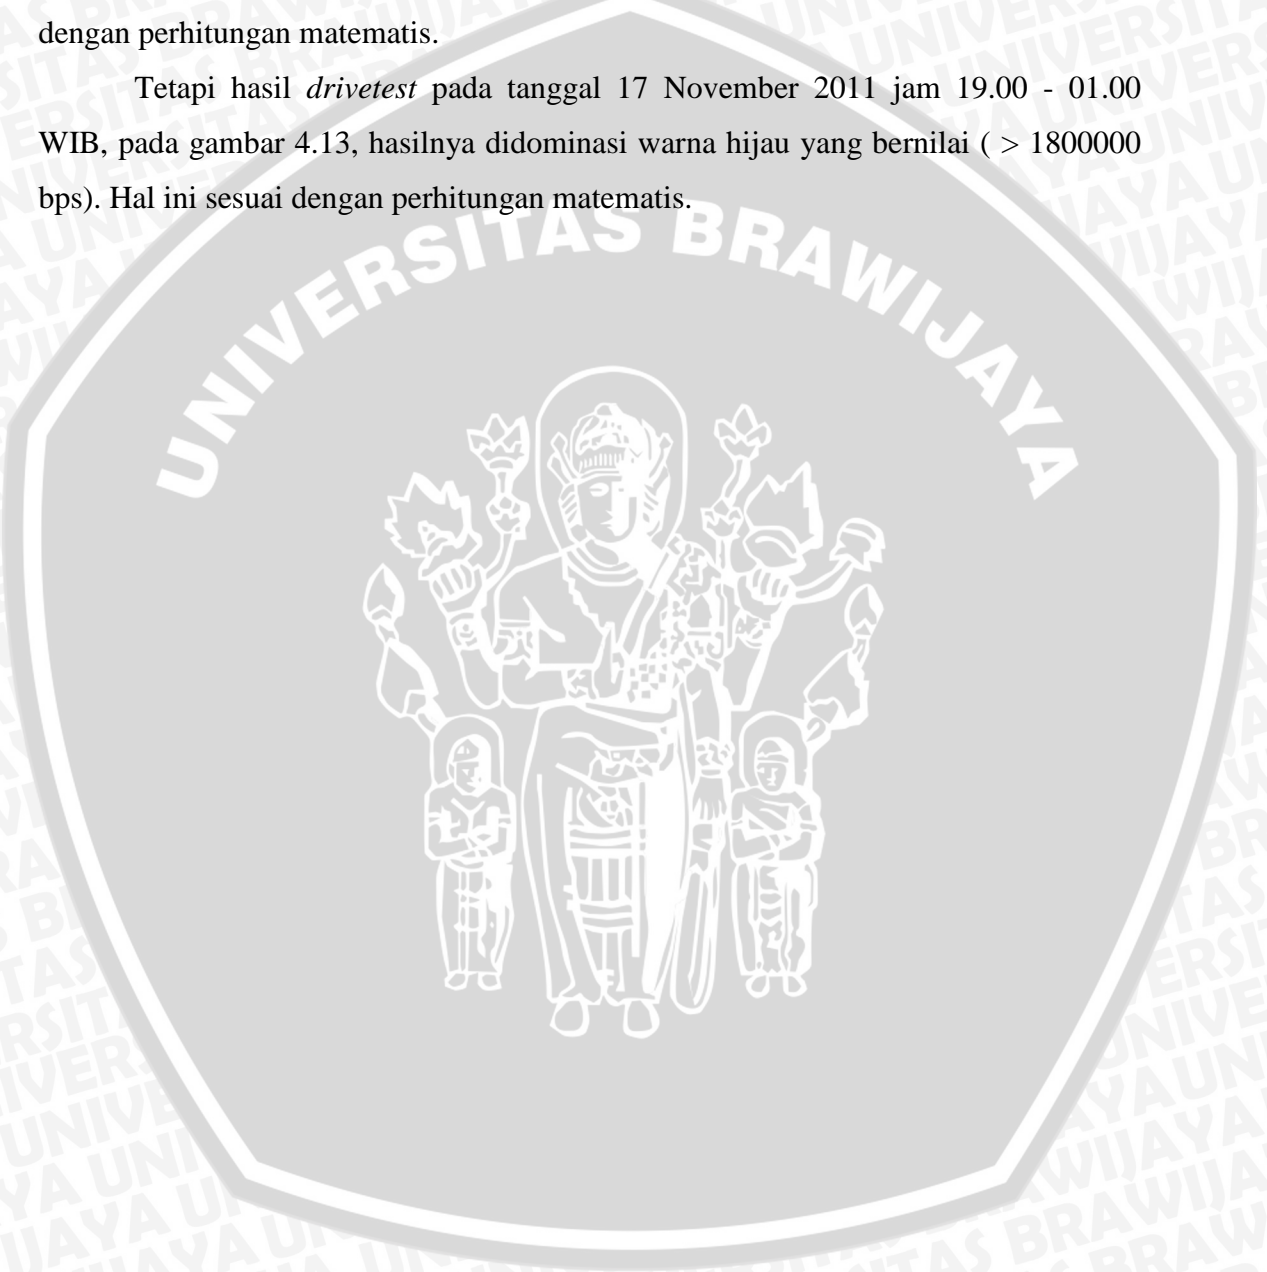 dengan perhitungan matematis.
Tetapi hasil drivetest pada tanggal 17 November 2011 jam 19.00 - 01.00
WIB, pada gambar 4.13, hasilnya didominasi warna hijau yang bernilai ( > 1800000
bps). Hal ini sesuai dengan perhitungan matematis.
UNIVERSITAS BRAWIJAYA